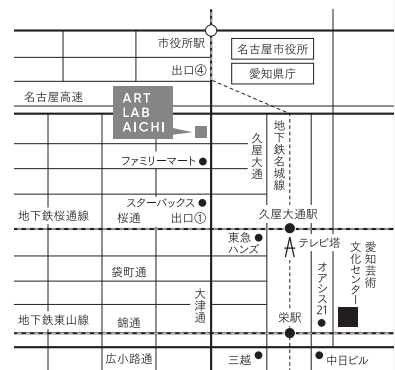 市役所駅
名古屋市役所
出口④
愛知県庁
名古屋高速
ART
LAB
AICHI
久屋大通
地下鉄名城線
ファミリーマート
スターバックス
地下鉄桜通線
桜通
出口①
久屋大通駅
東急
ハンズ
テレビ塔
愛知芸術
文化センター
オアシス21
袋町通
大津通
栄駅
地下鉄東山線
錦通
広小路通
三越
中日ビル